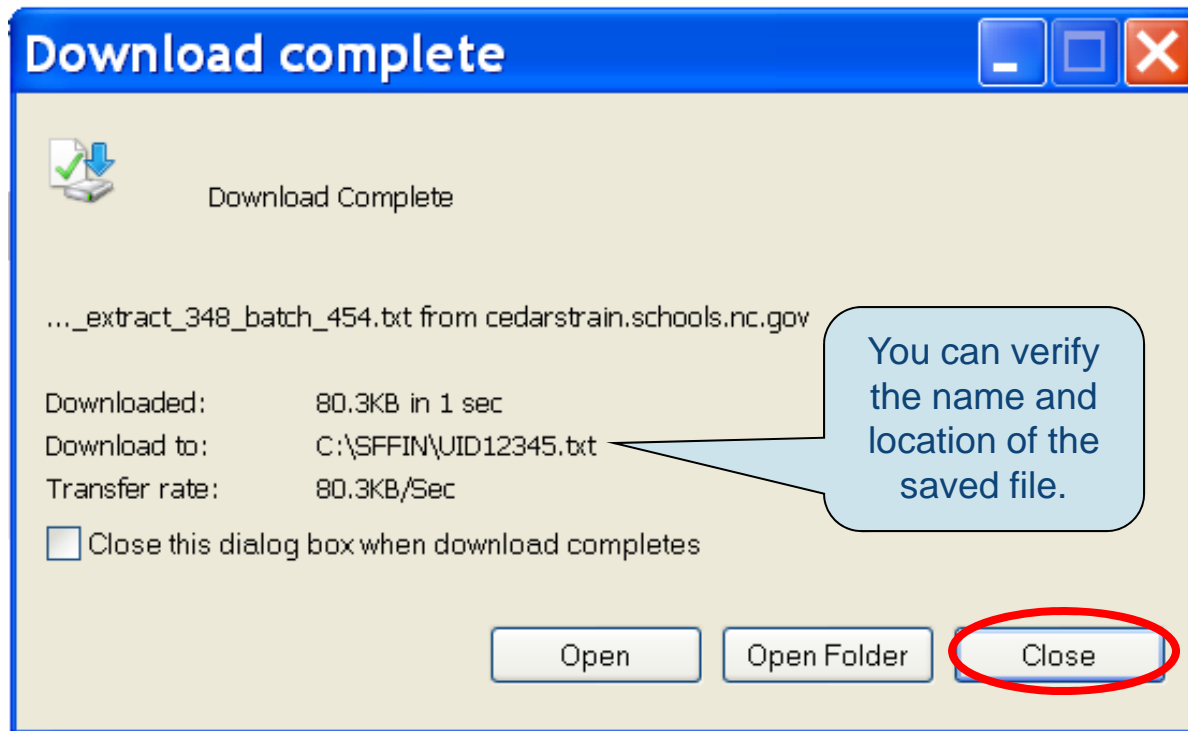 Download complete
Download Complete
..._extract_348_batch_454.txt from cedarstrain.schools.nc.gov
You can verify
the name and
location of the
saved file.
Downloaded: 80.3KB in 1 sec
Download to: C:\SFFIN\UID12345.txt
Transfer rate: 80.3KB/Sec
Close this dialog box when download completes
Open Open Folder Close